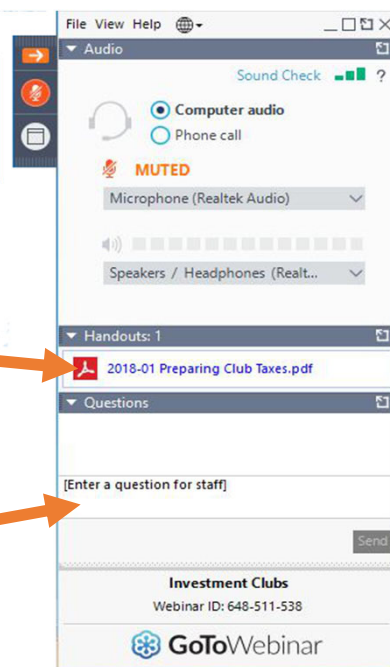 File View Help
Audio
Sound Check ?
Computer audio
Phone call
MUTED
Microphone (Realtek Audio)
Speakers / Headphones (Realt...
Handouts: 1
2018-01 Preparing Club Taxes.pdf
Questions
[Enter a question for staff]
Send
Investment Clubs
Webinar ID: 648-511-538
GoToWebinar